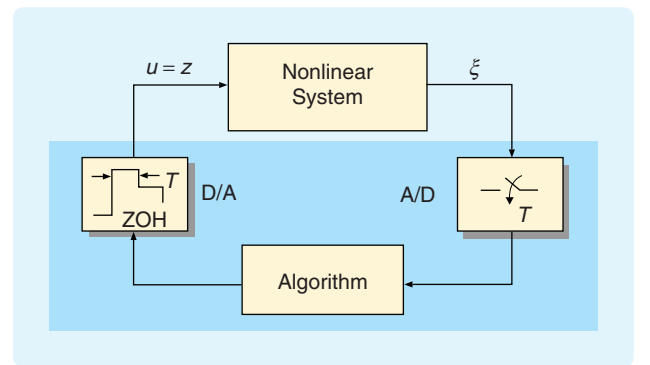 u = z
Nonlinear
System
ξ
T
ZOH
D/A
A/D
T
Algorithm